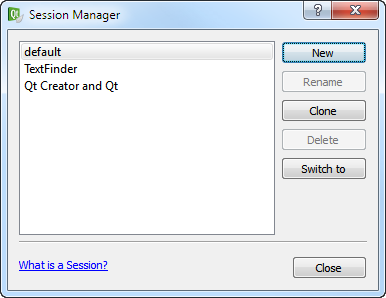 Session Manager
default
TextFinder
Qt Creator and Qt
New
Rename
Clone
Delete
Switch to
What is a Session?
Close